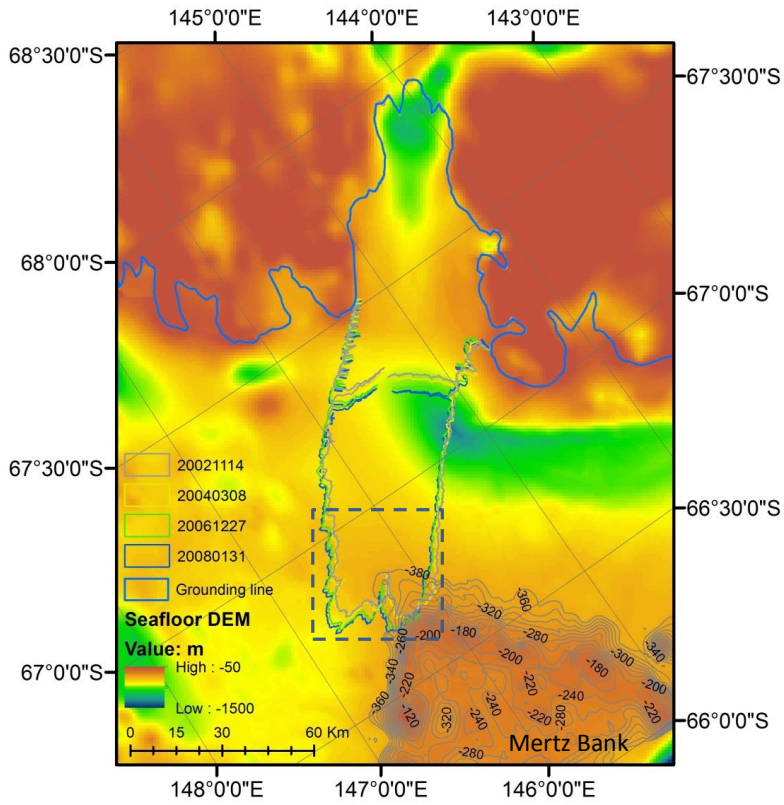 145°0'0"E 144°0'0"E 143°0'0"E
68°30'0"S
67°30'0"S
68°0'0"S
67°0'0"S
67°30'0"S
66°30'0"S
67°0'0"S
66°0'0"S
20021114
20040308
20061227
20080131
Grounding line
Seafloor DEM
Value: m
High : -50
Low : -1500
0 15 30 60 Km
-380
-360
-320
-260
-200
-180
-280
-300
-340
-340
-200
-180
-200
-220
-220
-240
-360
-120
-320
-240
-240
-220
-280
-220
-280
Mertz Bank
148°0'0"E 147°0'0"E 146°0'0"E